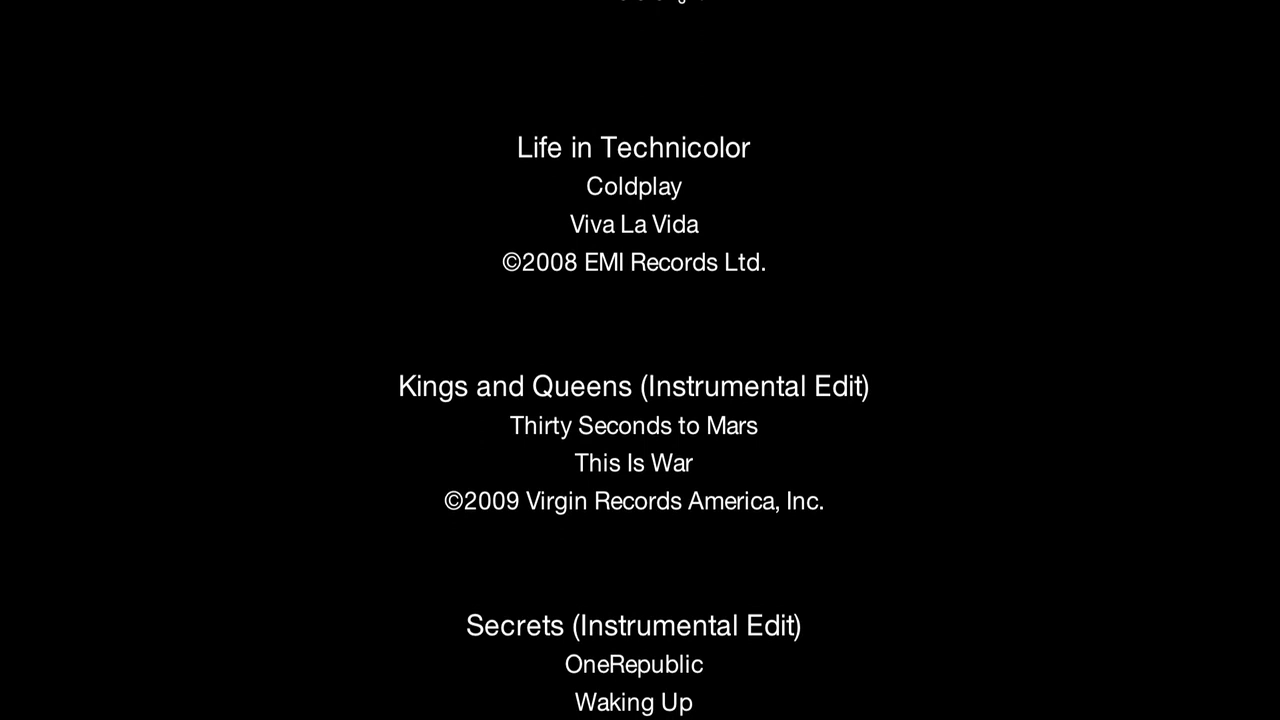 Life in Technicolor
Coldplay
Viva La Vida
©2008 EMI Records Ltd.
Kings and Queens (Instrumental Edit)
Thirty Seconds to Mars
This Is War
©2009 Virgin Records America, Inc.
Secrets (Instrumental Edit)
OneRepublic
Waking Up